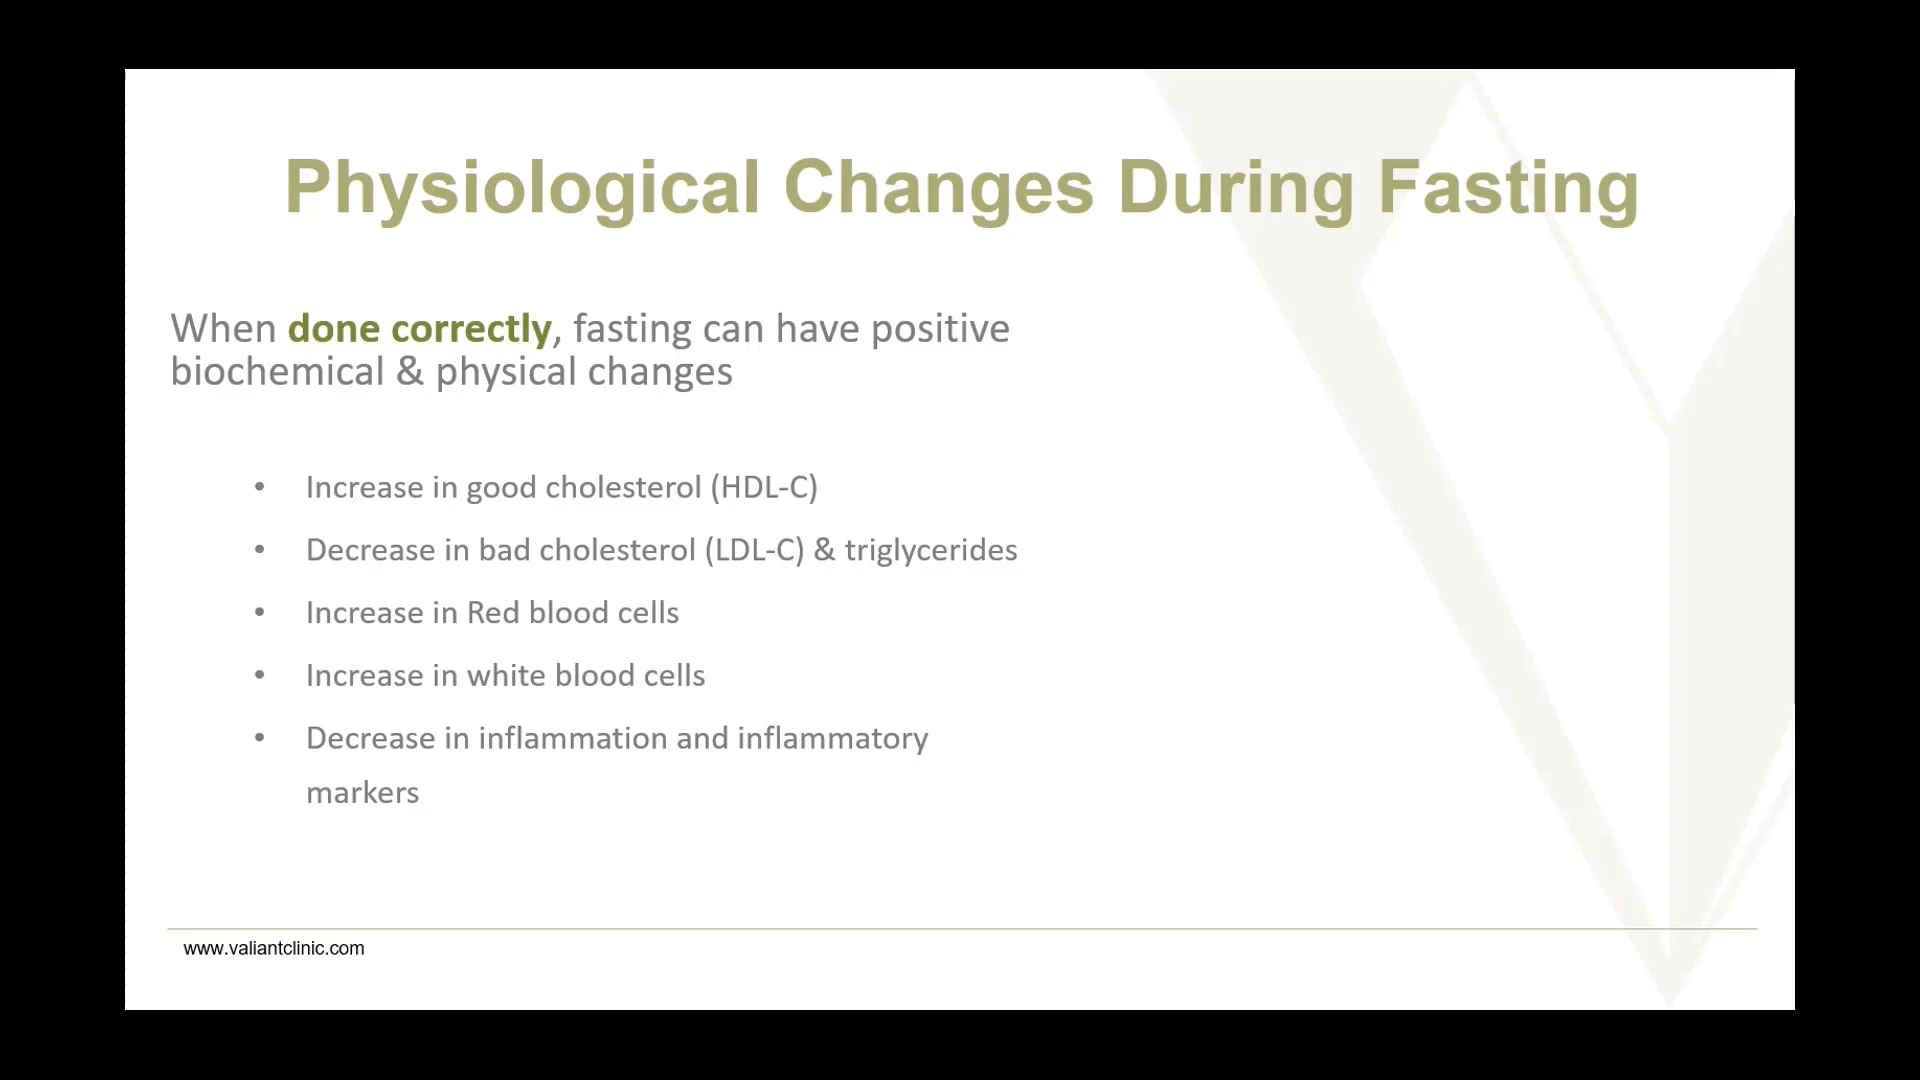 Physiological Changes During Fasting
When done correctly, fasting can have positive
biochemical & physical changes
• Increase in good cholesterol (HDL-C)
• Decrease in bad cholesterol (LDL-C) & triglycerides
• Increase in Red blood cells
• Increase in white blood cells
• Decrease in inflammation and inflammatory
markers
www.valiantclinic.com